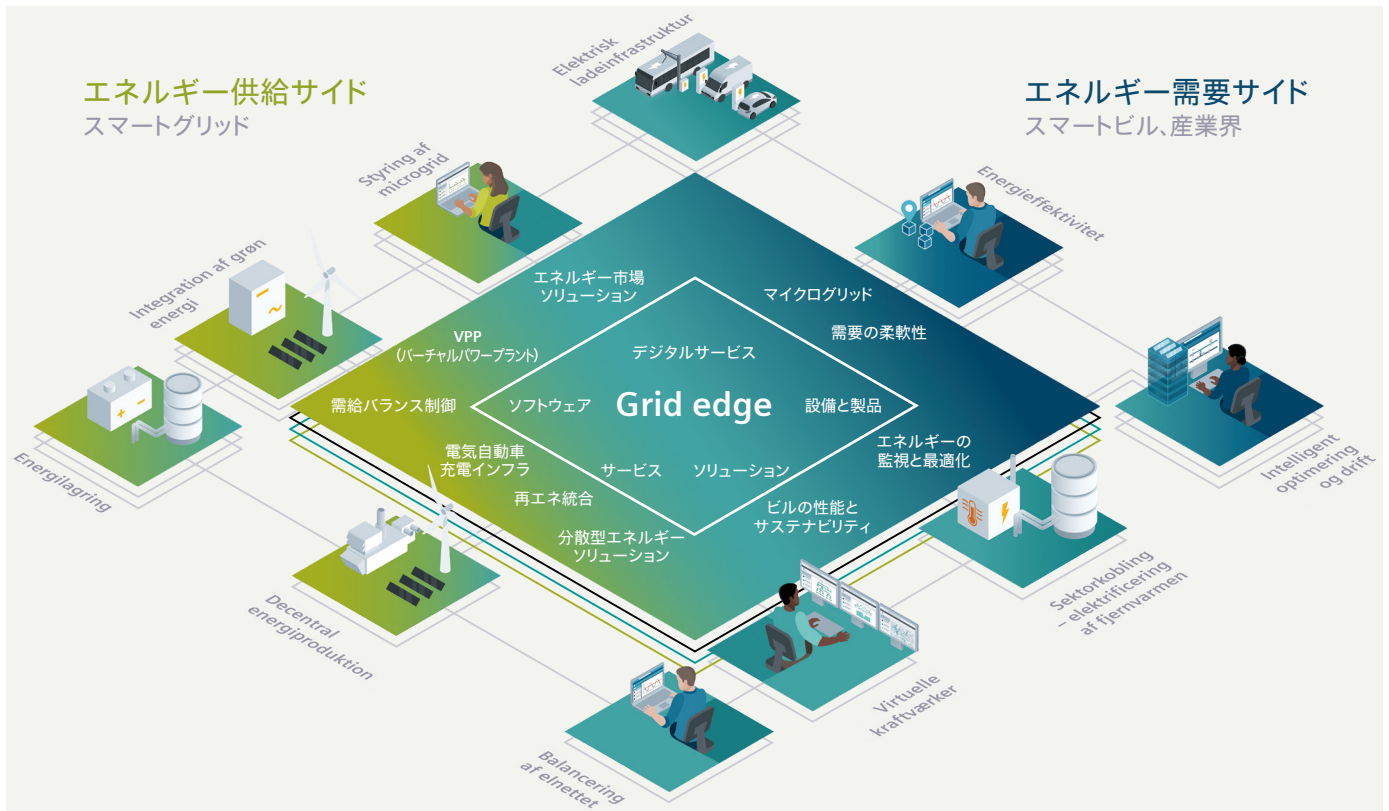 エネルギー供給サイド
スマートグリッド
エネルギー需要サイド
スマートビル、産業界
Elektrisk
ladeinfrastruktur
Styring af
microgrid
Energieffektivitet
Integration af grøn
energi
Energilagring
Intelligent
optimering
og drift
Decentral
energiproduktion
Sektorkobling
– elektrificering
af fjernvarmen
Virtuelle
kraftværker
Balancering
af elnettet
エネルギー市場
ソリューション
マイクログリッド
VPP
(バーチャルパワープラント)
需要の柔軟性
デジタルサービス
需給バランス制御
ソフトウェア
Grid edge
設備と製品
電気自動車
充電インフラ
サービス
ソリューション
エネルギーの
監視と最適化
再エネ統合
ビルの性能と
サステナビリティ
分散型エネルギー
ソリューション